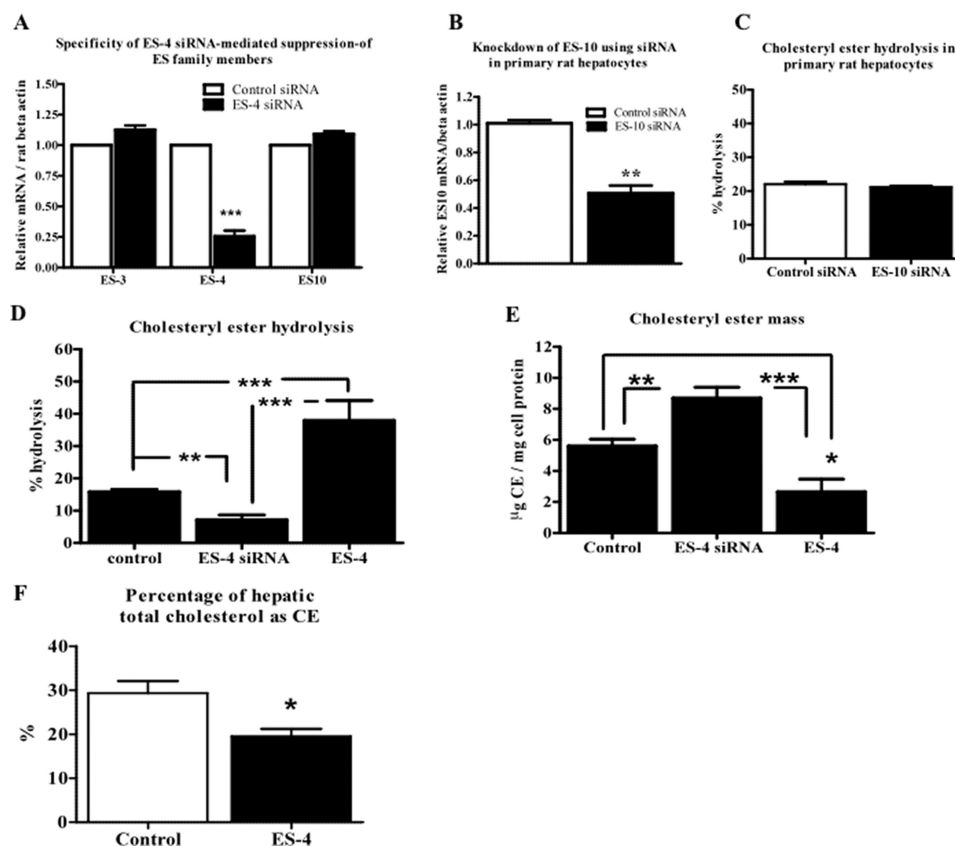 A
Specificity of ES-4 siRNA-mediated suppression-of
ES family members
Relative mRNA / rat beta actin
1.50
1.25
1.00
0.75
0.50
0.25
0.00
Control siRNA
ES-4 siRNA
***
ES-3
ES-4
ES10
B
Knockdown of ES-10 using siRNA
in primary rat hepatocytes
Relative ES10 mRNA/beta actin
1.2
1.0
0.8
0.6
0.4
0.2
0.0
Control siRNA
ES-10 siRNA
**
C
Cholesteryl ester hydrolysis in
primary rat hepatocytes
% hydrolysis
50
40
30
20
10
0
Control siRNA
ES-10 siRNA
D
Cholesteryl ester hydrolysis
% hydrolysis
60
50
40
30
20
10
0
***
***
**
control
ES-4 siRNA
ES-4
E
Cholesteryl ester mass
µg CE / mg cell protein
12
10
8
6
4
2
0
**
***
*
Control
ES-4 siRNA
ES-4
F
Percentage of hepatic
total cholesterol as CE
%
40
30
20
10
0
*
Control
ES-4